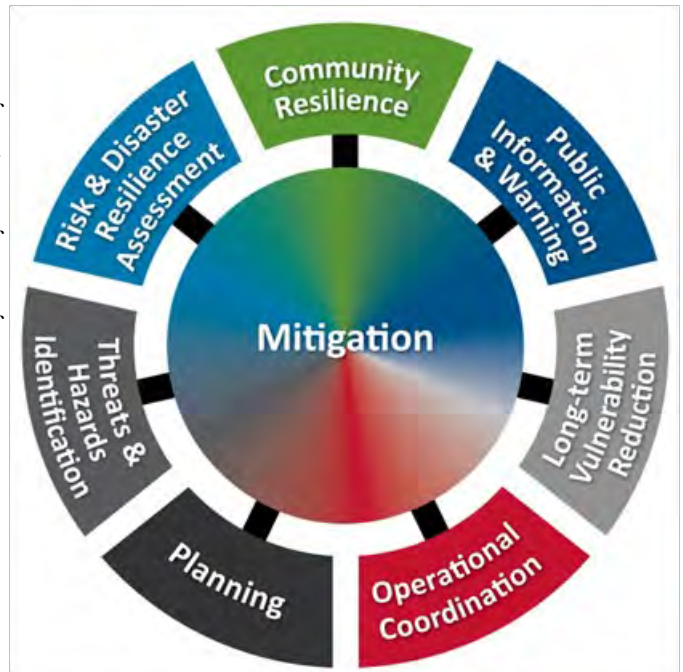 Community
Resilience
Public
Information
& Warning
Long-term
Vulnerability
Reduction
Operational
Coordination
Planning
Threats &
Hazards
Identification
Risk & Disaster
Resilience
Assessment
Mitigation